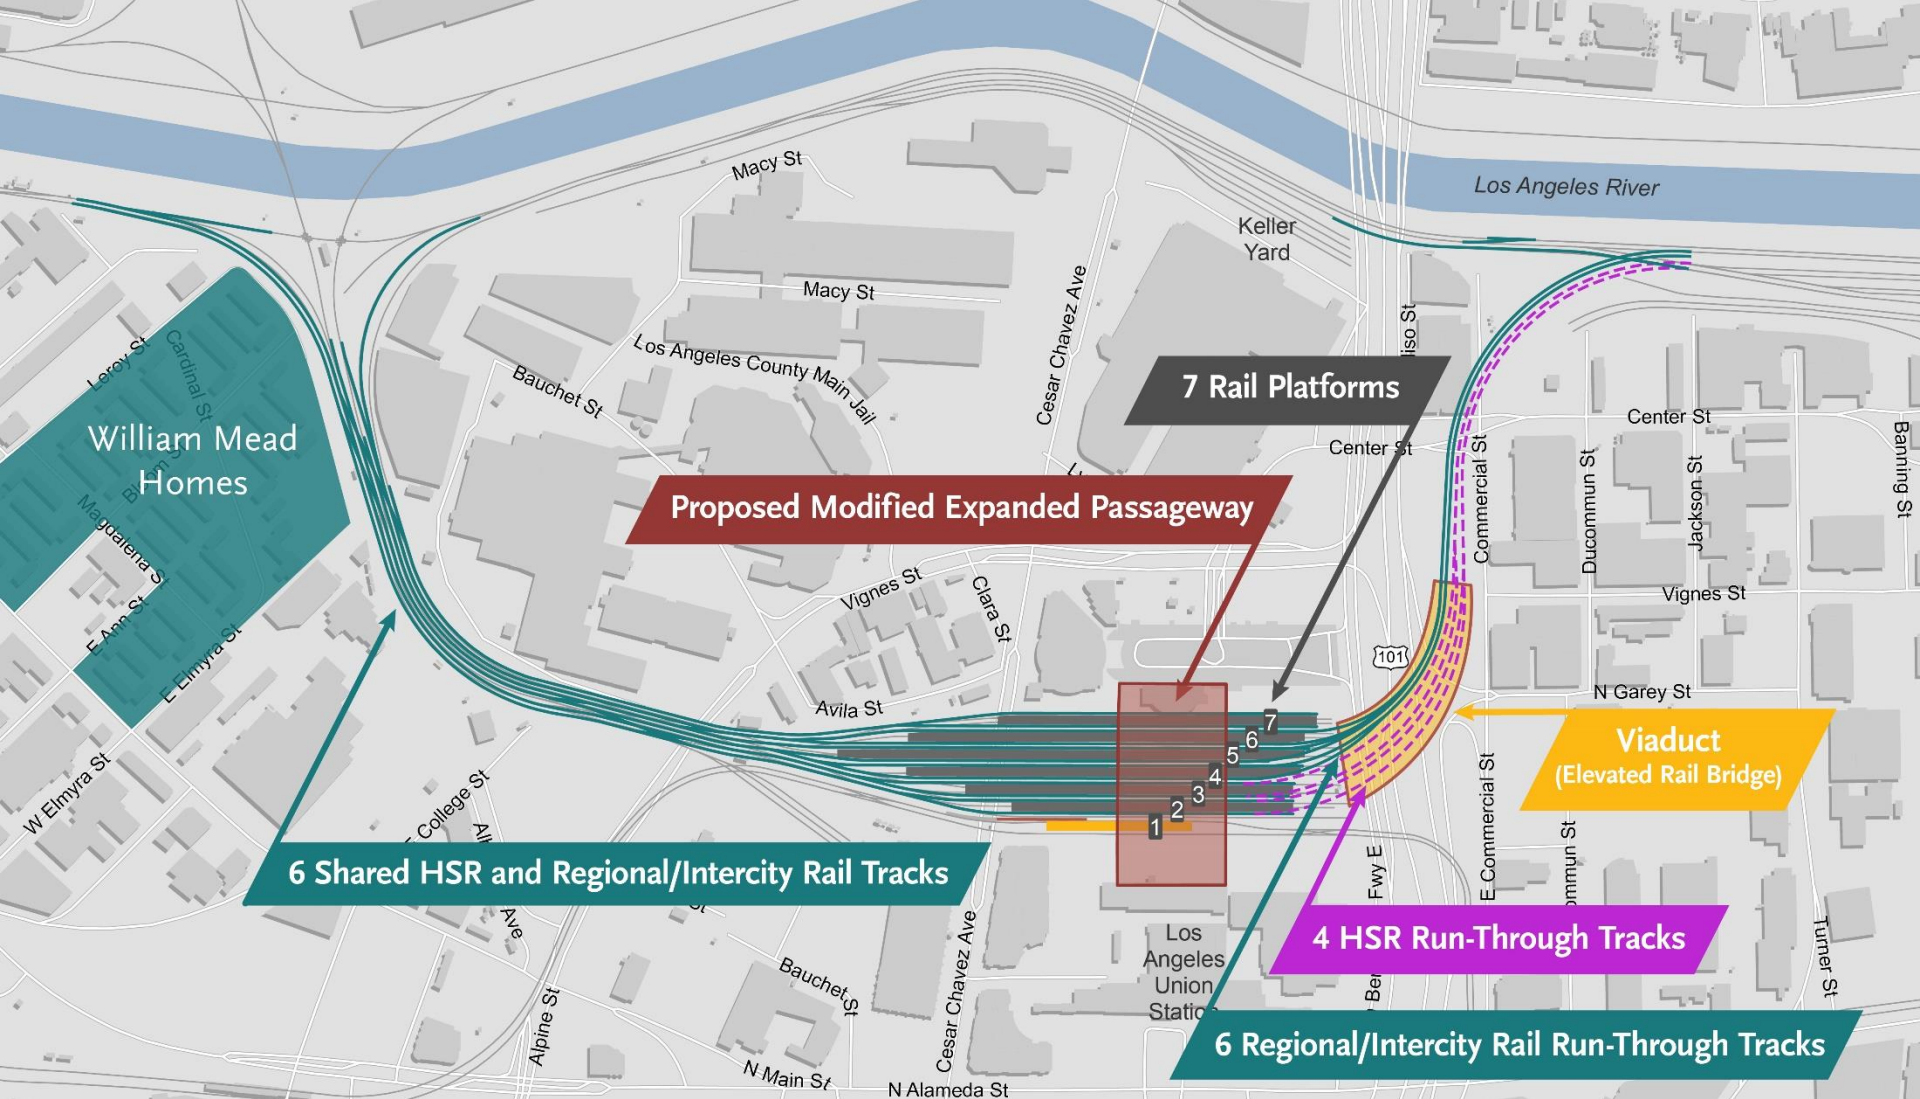 Los Angeles River
Macy St
Keller
Yard
Macy St
Cesar Chavez Ave
Leroy St
Cardinal St
Los Angeles County Main Jail
Bauchet St
7 Rail Platforms
William Mead
Homes
Center St
Center St
Commercial St
Ducommun St
Jackson St
Banning St
Magdalena St
Proposed Modified Expanded Passageway
Vignes St
Clara St
Vignes St
E Ann St
E Elmyra St
101
Avila St
N Garey St
7
6
5
4
3
2
1
Viaduct
(Elevated Rail Bridge)
W Elmyra St
College St
E Commercial St
6 Shared HSR and Regional/Intercity Rail Tracks
Ave
St
Fwy E
4 HSR Run-Through Tracks
Los
Angeles
Union
Station
Bauchet St
Cesar Chavez Ave
Turner St
Alpine St
6 Regional/Intercity Rail Run-Through Tracks
N Main St
N Alameda St